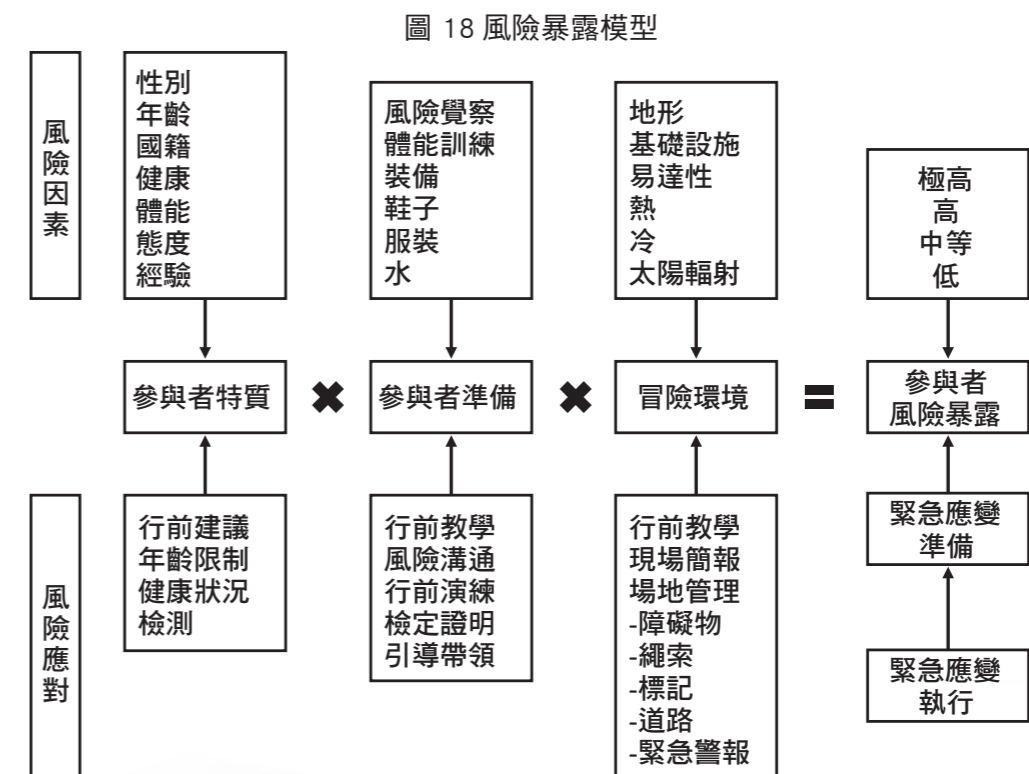 圖 18 風險暴露模型
風險因素
性別
年齡
國籍
健康
體能
態度
經驗
風險覺察
體能訓練
裝備
鞋子
服裝
水
地形
基礎設施
易達性
熱
冷
太陽輻射
極高
高
中等
低
參與者特質
✖
參與者準備
✖
冒險環境
=
參與者
風險暴露
風險應對
行前建議
年齡限制
健康狀況
檢測
行前教學
風險溝通
行前演練
檢定證明
引導帶領
行前教學
現場簡報
場地管理
-障礙物
-繩索
-標記
-道路
-緊急警報
緊急應變
準備
緊急應變
執行